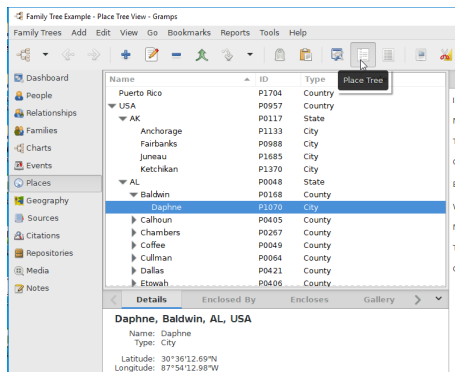 Family Tree Example - Place Tree View - Gramps
Family Trees Add Edit View Go Bookmarks Reports Tools Help
Dashboard
People
Relationships
Families
Charts
Events
Places
Geography
Sources
Citations
Repositories
Media
Notes
Name ID Type
Place Tree
Puerto Rico P1704 Country
USA P0957 Country
AK P0117 State
Anchorage P1133 City
Fairbanks P0988 City
Juneau P1685 City
Ketchikan P1370 City
AL P0048 State
Baldwin P0168 County
Daphne P1070 City
Calhoun P0405 County
Chambers P0267 County
Coffee P0049 County
Cullman P0064 County
Dallas P0421 County
Etowah P0406 County
Details Enclosed By Encloses Gallery
Daphne, Baldwin, AL, USA
Name: Daphne
Type: City
Latitude: 30°36'12.69"N
Longitude: 87°54'12.98"W